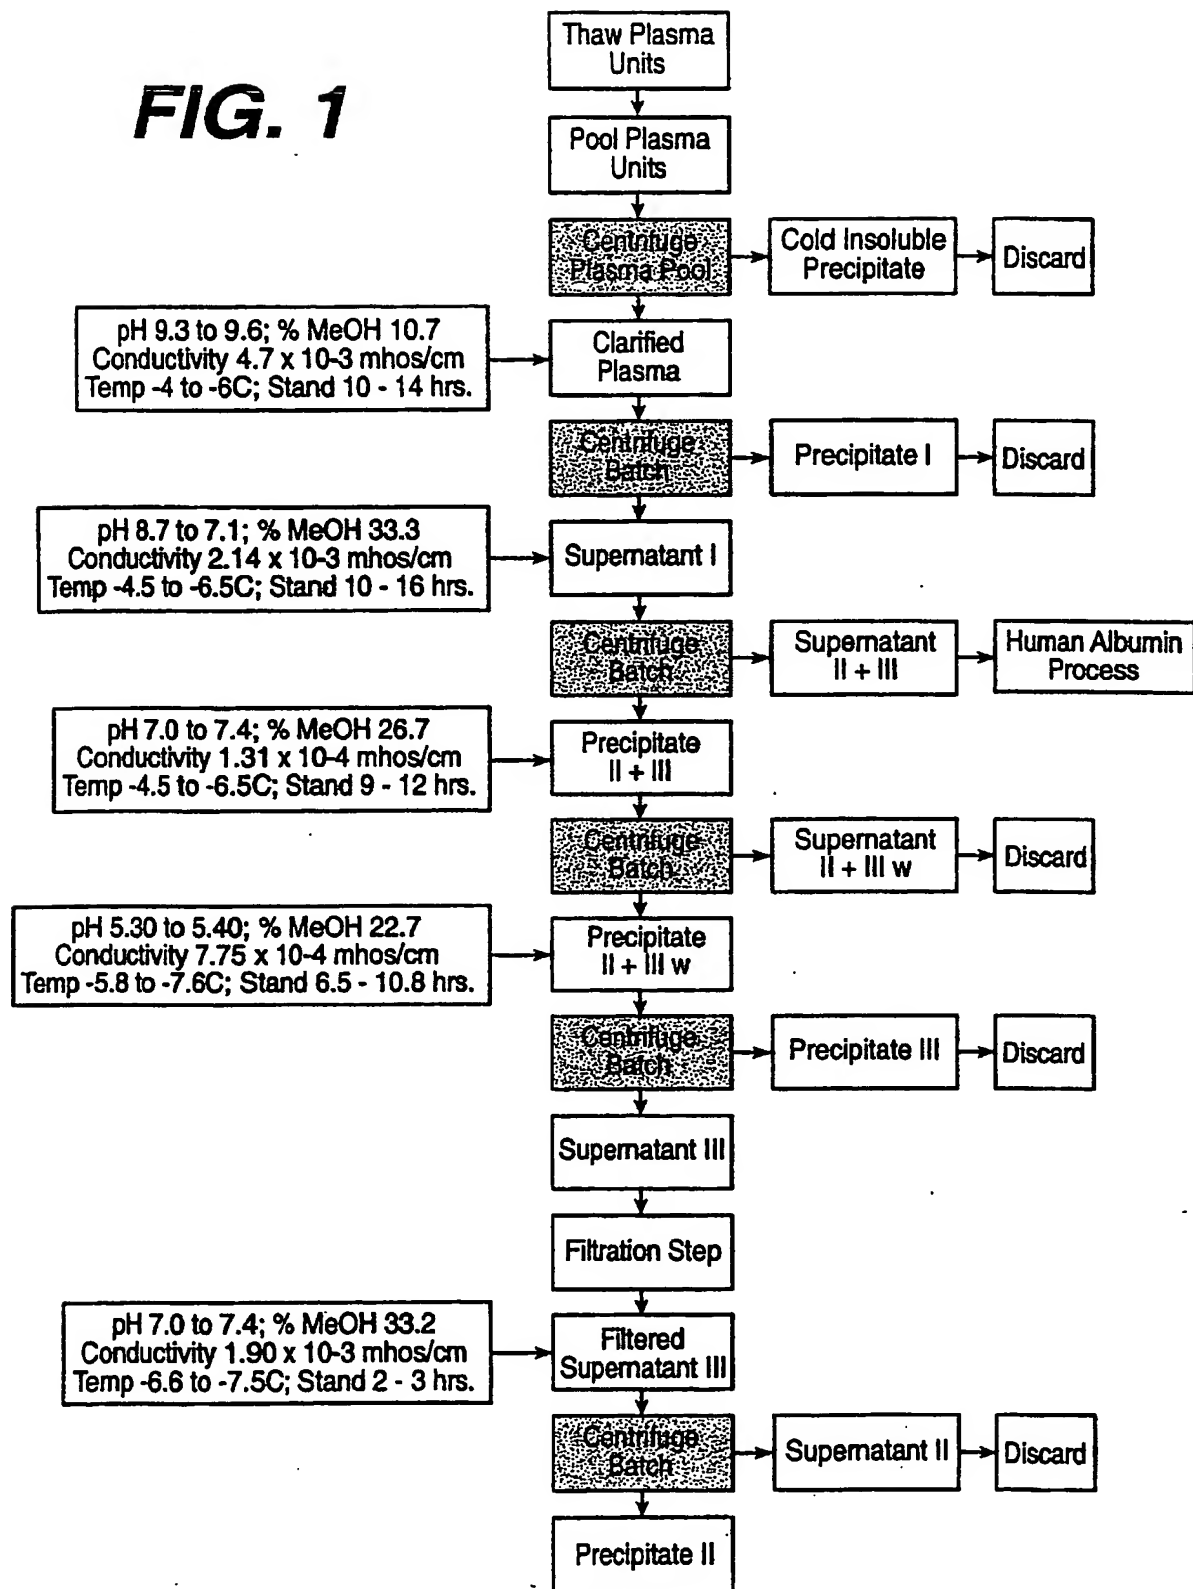 FIG. 1
Thaw Plasma
Units
Pool Plasma
Units
Centrifuge
Plasma Pool
Cold Insoluble
Precipitate
Discard
pH 9.3 to 9.6; % MeOH 10.7
Conductivity 4.7 x 10-3 mhos/cm
Temp -4 to -6C; Stand 10 - 14 hrs.
Clarified
Plasma
Centrifuge
Batch
Precipitate I
Discard
pH 8.7 to 7.1; % MeOH 33.3
Conductivity 2.14 x 10-3 mhos/cm
Temp -4.5 to -6.5C; Stand 10 - 16 hrs.
Supernatant I
Centrifuge
Batch
Supernatant
II + III
Human Albumin
Process
pH 7.0 to 7.4; % MeOH 26.7
Conductivity 1.31 x 10-4 mhos/cm
Temp -4.5 to -6.5C; Stand 9 - 12 hrs.
Precipitate
II + III
Centrifuge
Batch
Supernatant
II + III w
Discard
pH 5.30 to 5.40; % MeOH 22.7
Conductivity 7.75 x 10-4 mhos/cm
Temp -5.8 to -7.6C; Stand 6.5 - 10.8 hrs.
Precipitate
II + III w
Centrifuge
Batch
Precipitate III
Discard
Supernatant III
Filtration Step
pH 7.0 to 7.4; % MeOH 33.2
Conductivity 1.90 x 10-3 mhos/cm
Temp -6.6 to -7.5C; Stand 2 - 3 hrs.
Filtered
Supernatant III
Centrifuge
Batch
Supernatant II
Discard
Precipitate II